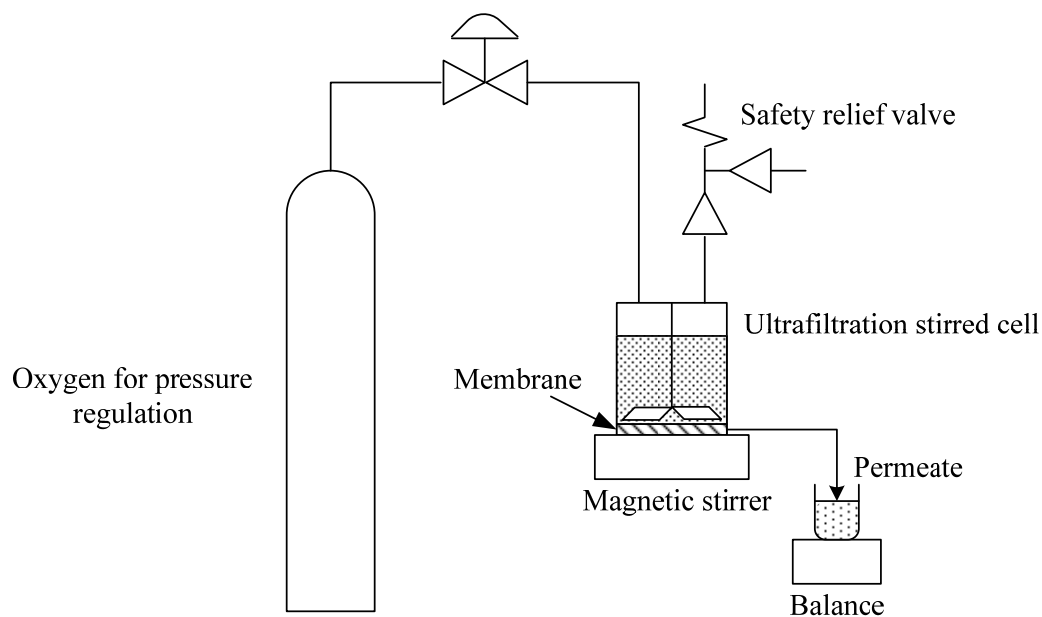 Safety relief valve
Ultrafiltration stirred cell
Oxygen for pressure
regulation
Membrane
Permeate
Magnetic stirrer
Balance